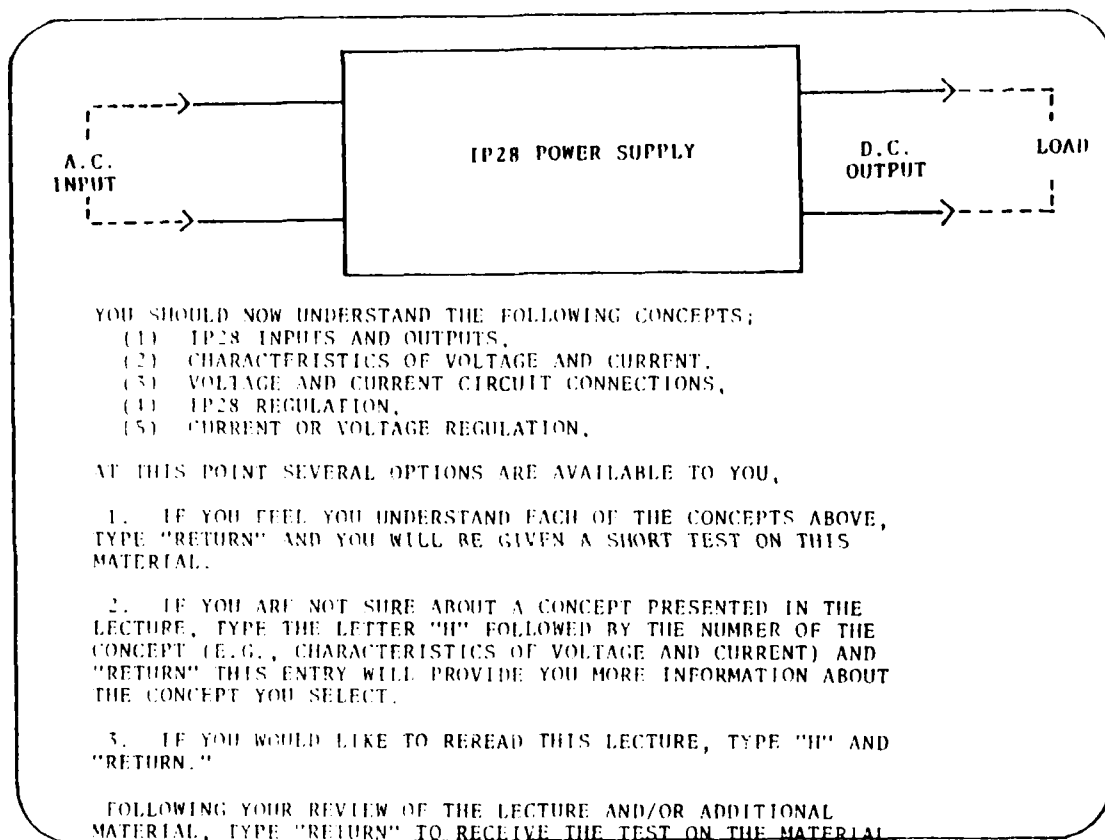 IP28 POWER SUPPLY
A.C.
INPUT
D.C.
OUTPUT
LOAD
YOU SHOULD NOW UNDERSTAND THE FOLLOWING CONCEPTS;
(1) IP28 INPUTS AND OUTPUTS,
(2) CHARACTERISTICS OF VOLTAGE AND CURRENT,
(3) VOLTAGE AND CURRENT CIRCUIT CONNECTIONS,
(4) IP28 REGULATION,
(5) CURRENT OR VOLTAGE REGULATION,
AT THIS POINT SEVERAL OPTIONS ARE AVAILABLE TO YOU,
1. IF YOU FEEL YOU UNDERSTAND EACH OF THE CONCEPTS ABOVE,
TYPE "RETURN" AND YOU WILL BE GIVEN A SHORT TEST ON THIS
MATERIAL.
2. IF YOU ARE NOT SURE ABOUT A CONCEPT PRESENTED IN THE
LECTURE, TYPE THE LETTER "H" FOLLOWED BY THE NUMBER OF THE
CONCEPT (E.G., CHARACTERISTICS OF VOLTAGE AND CURRENT) AND
"RETURN" THIS ENTRY WILL PROVIDE YOU MORE INFORMATION ABOUT
THE CONCEPT YOU SELECT.
3. IF YOU WOULD LIKE TO REREAD THIS LECTURE, TYPE "H" AND
"RETURN."
FOLLOWING YOUR REVIEW OF THE LECTURE AND/OR ADDITIONAL
MATERIAL, TYPE "RETURN" TO RECEIVE THE TEST ON THE MATERIAL